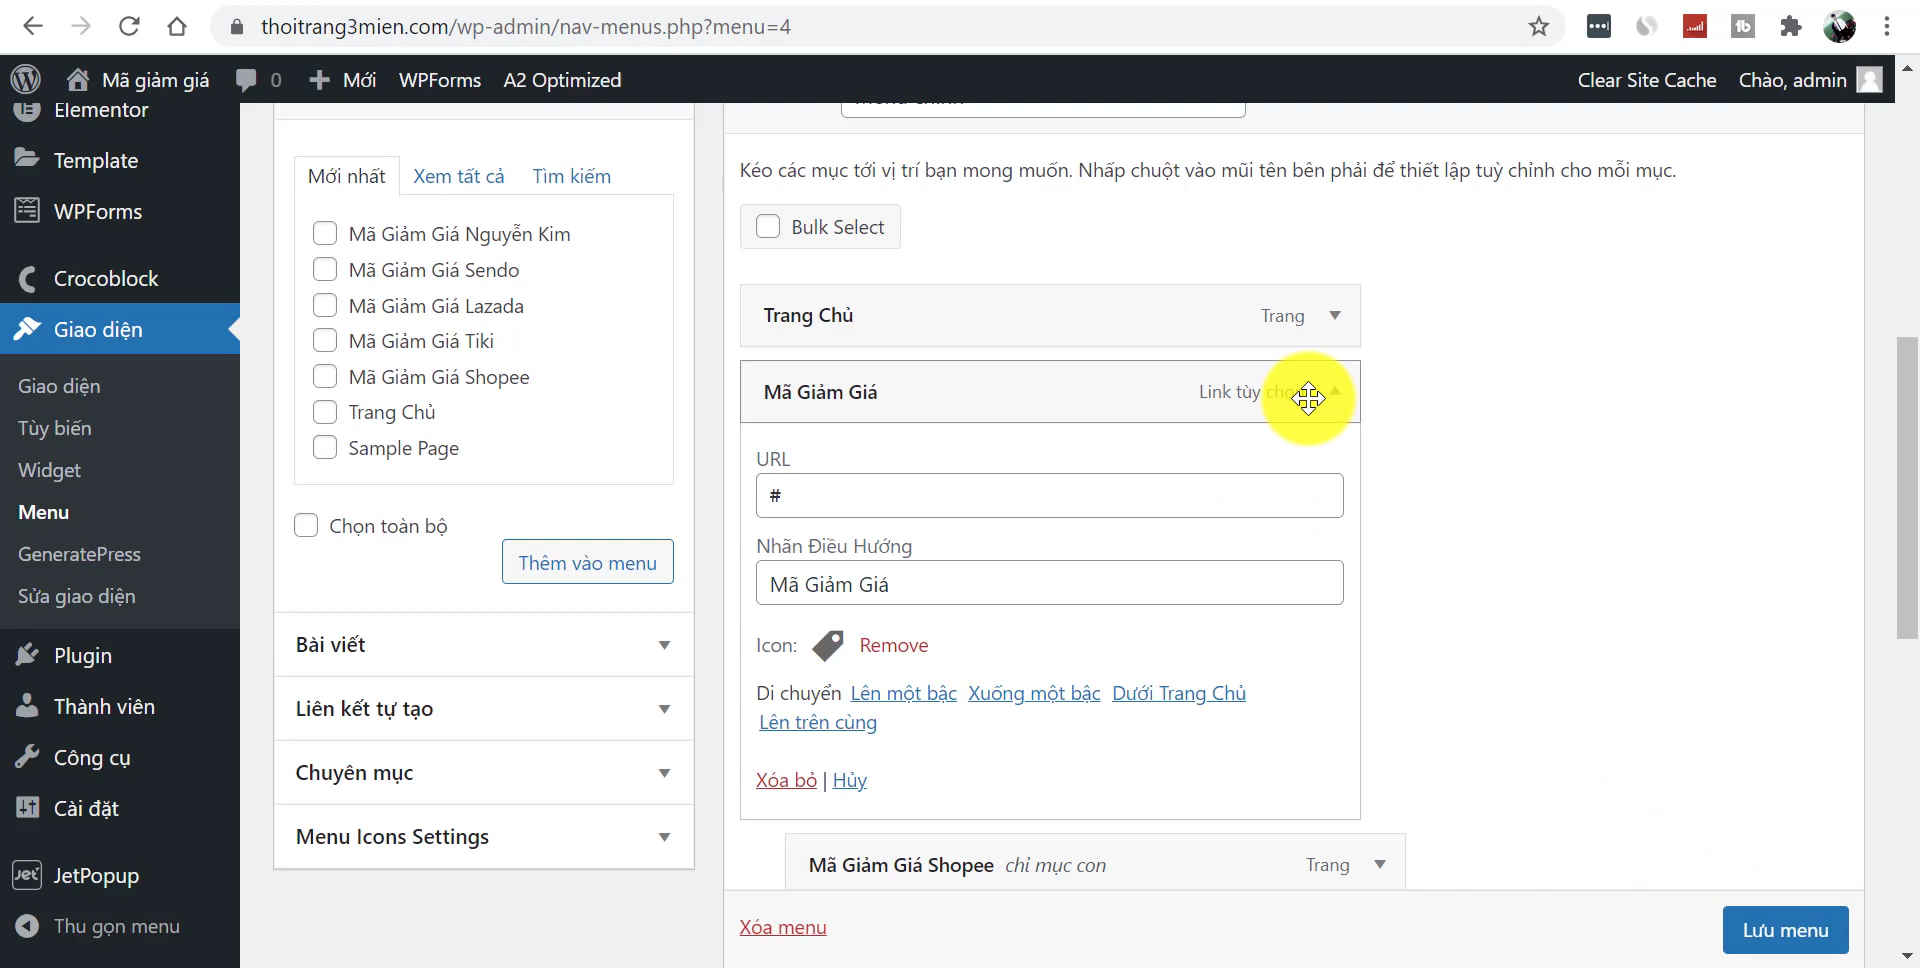 thoitrang3mien.com/wp-admin/nav-menus.php?menu=4
Mã giảm giá 0 Mới WPForms A2 Optimized Clear Site Cache Chào, admin
Elementor
Template
WPForms
Crocoblock
Giao diện
Giao diện
Tùy biến
Widget
Menu
GeneratePress
Sửa giao diện
Plugin
Thành viên
Công cụ
Cài đặt
JetPopup
Thu gọn menu
Mới nhất Xem tất cả Tìm kiếm
Mã Giảm Giá Nguyễn Kim
Mã Giảm Giá Sendo
Mã Giảm Giá Lazada
Mã Giảm Giá Tiki
Mã Giảm Giá Shopee
Trang Chủ
Sample Page
Chọn toàn bộ
Thêm vào menu
Bài viết
Liên kết tự tạo
Chuyên mục
Menu Icons Settings
Kéo các mục tới vị trí bạn mong muốn. Nhấp chuột vào mũi tên bên phải để thiết lập tuỳ chỉnh cho mỗi mục.
Bulk Select
Trang Chủ Trang
Mã Giảm Giá Link tùy
URL
#
Nhãn Điều Hướng
Mã Giảm Giá
Icon: Remove
Di chuyển Lên một bậc Xuống một bậc Dưới Trang Chủ
Lên trên cùng
Xóa bỏ | Hủy
Mã Giảm Giá Shopee chỉ mục con Trang
Xóa menu
Lưu menu